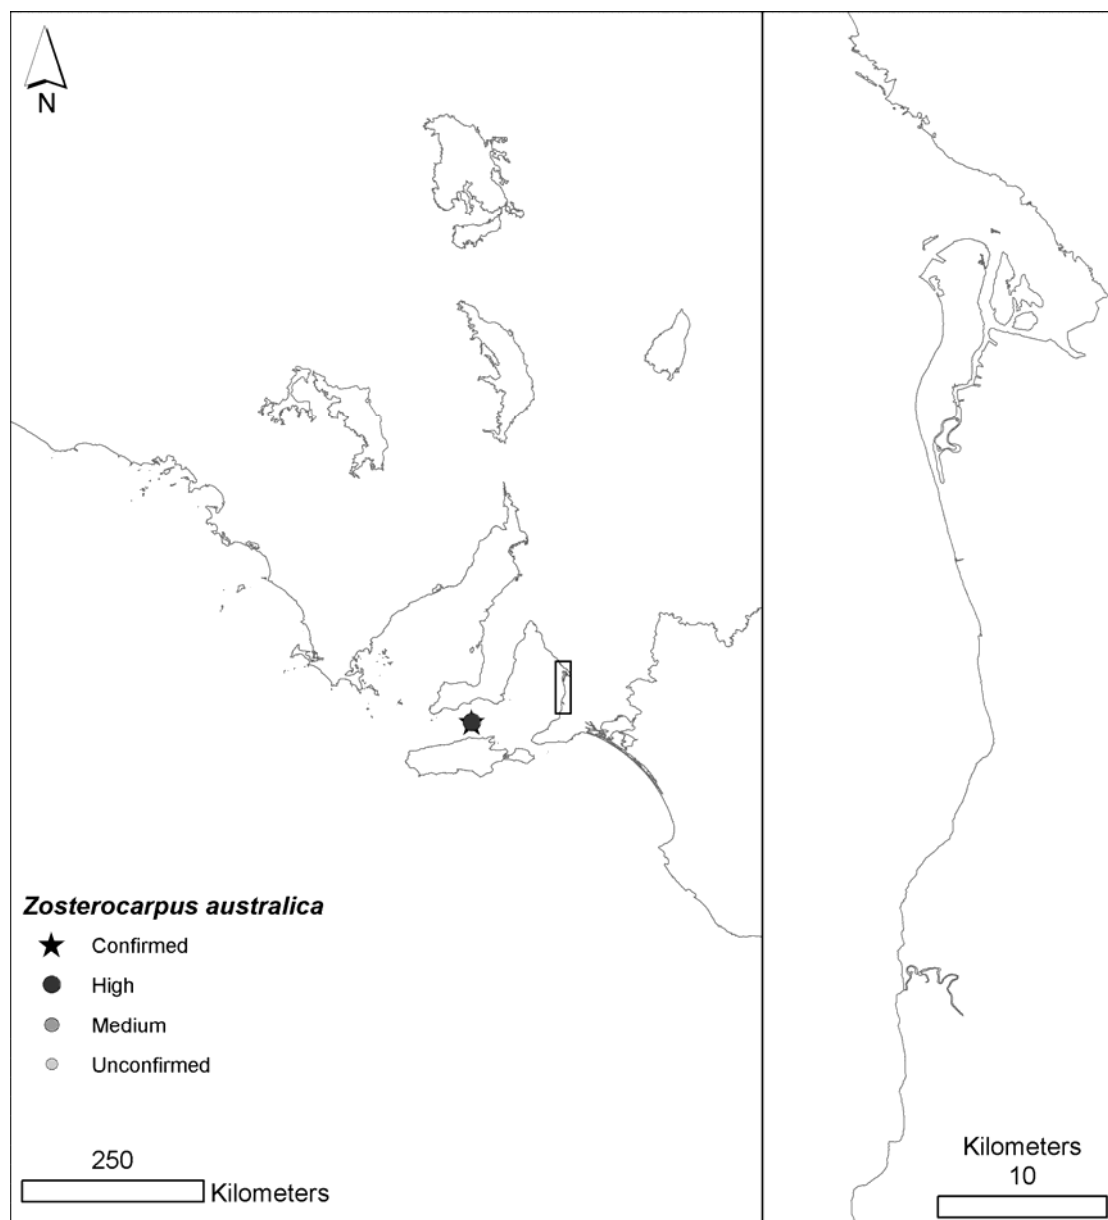 N
Zosterocarpus australica
Confirmed
High
Medium
Unconfirmed
250
Kilometers
Kilometers
10